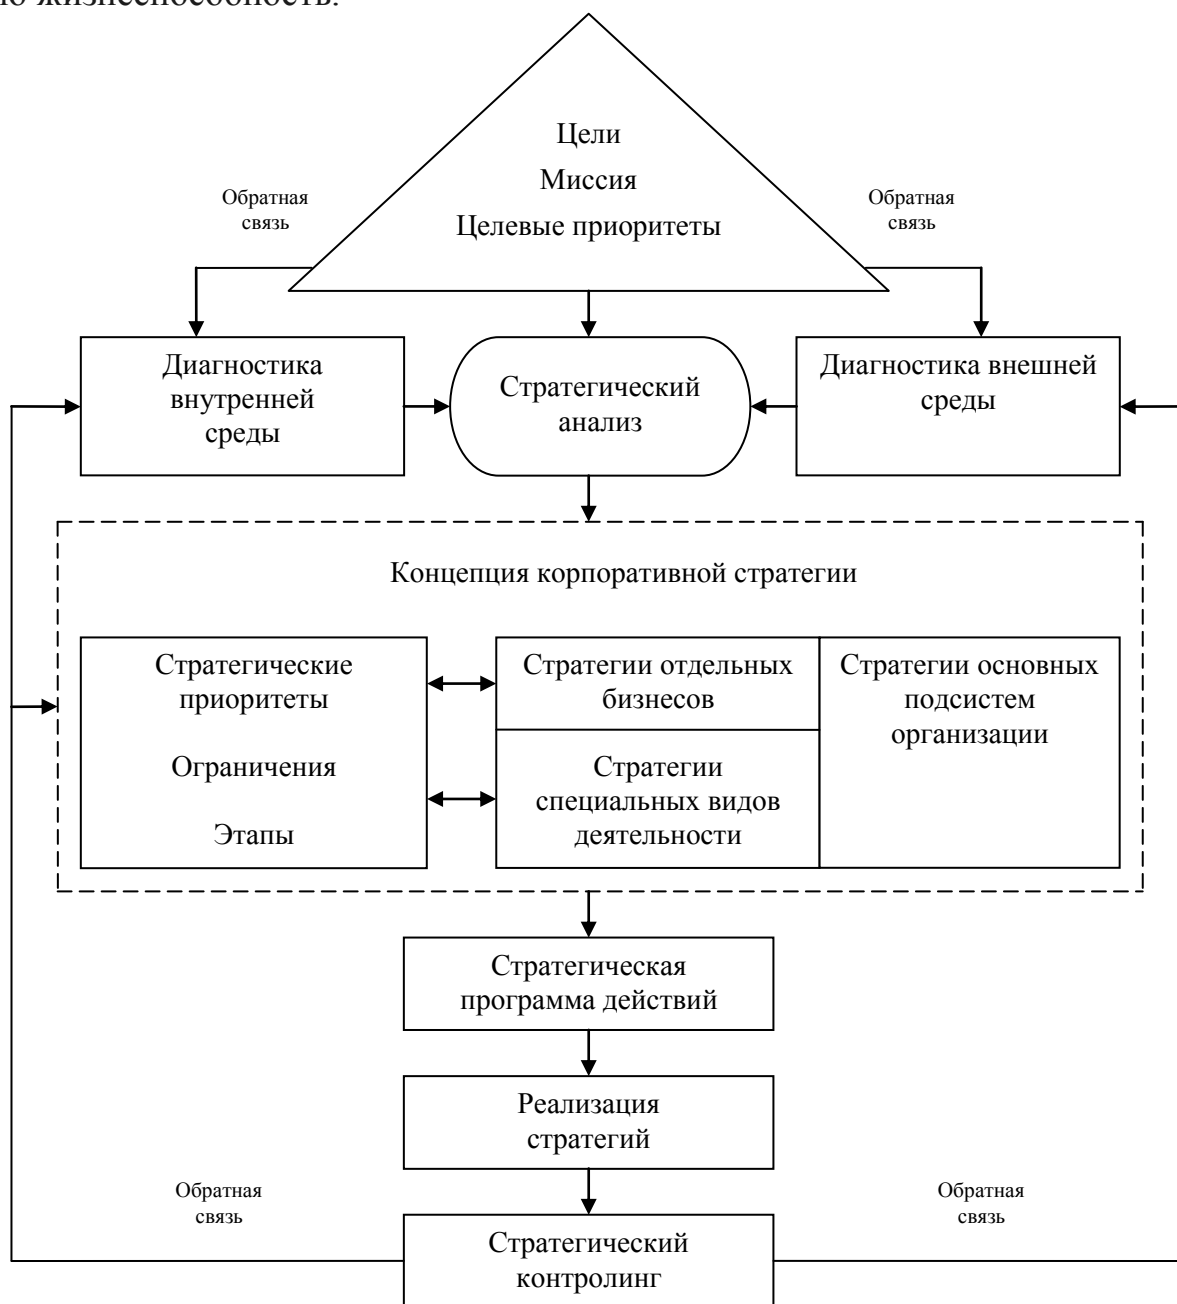 жизнеспособность.
Цели
Миссия
Целевые приоритеты
Обратная
связь
Обратная
связь
Диагностика
внутренней
среды
Стратегический
анализ
Диагностика внешней
среды
Концепция корпоративной стратегии
Стратегические
приоритеты
Ограничения
Этапы
Стратегии отдельных
бизнесов
Стратегии
специальных видов
деятельности
Стратегии основных
подсистем
организации
Стратегическая
программа действий
Реализация
стратегий
Обратная
связь
Обратная
связь
Стратегический
контролинг